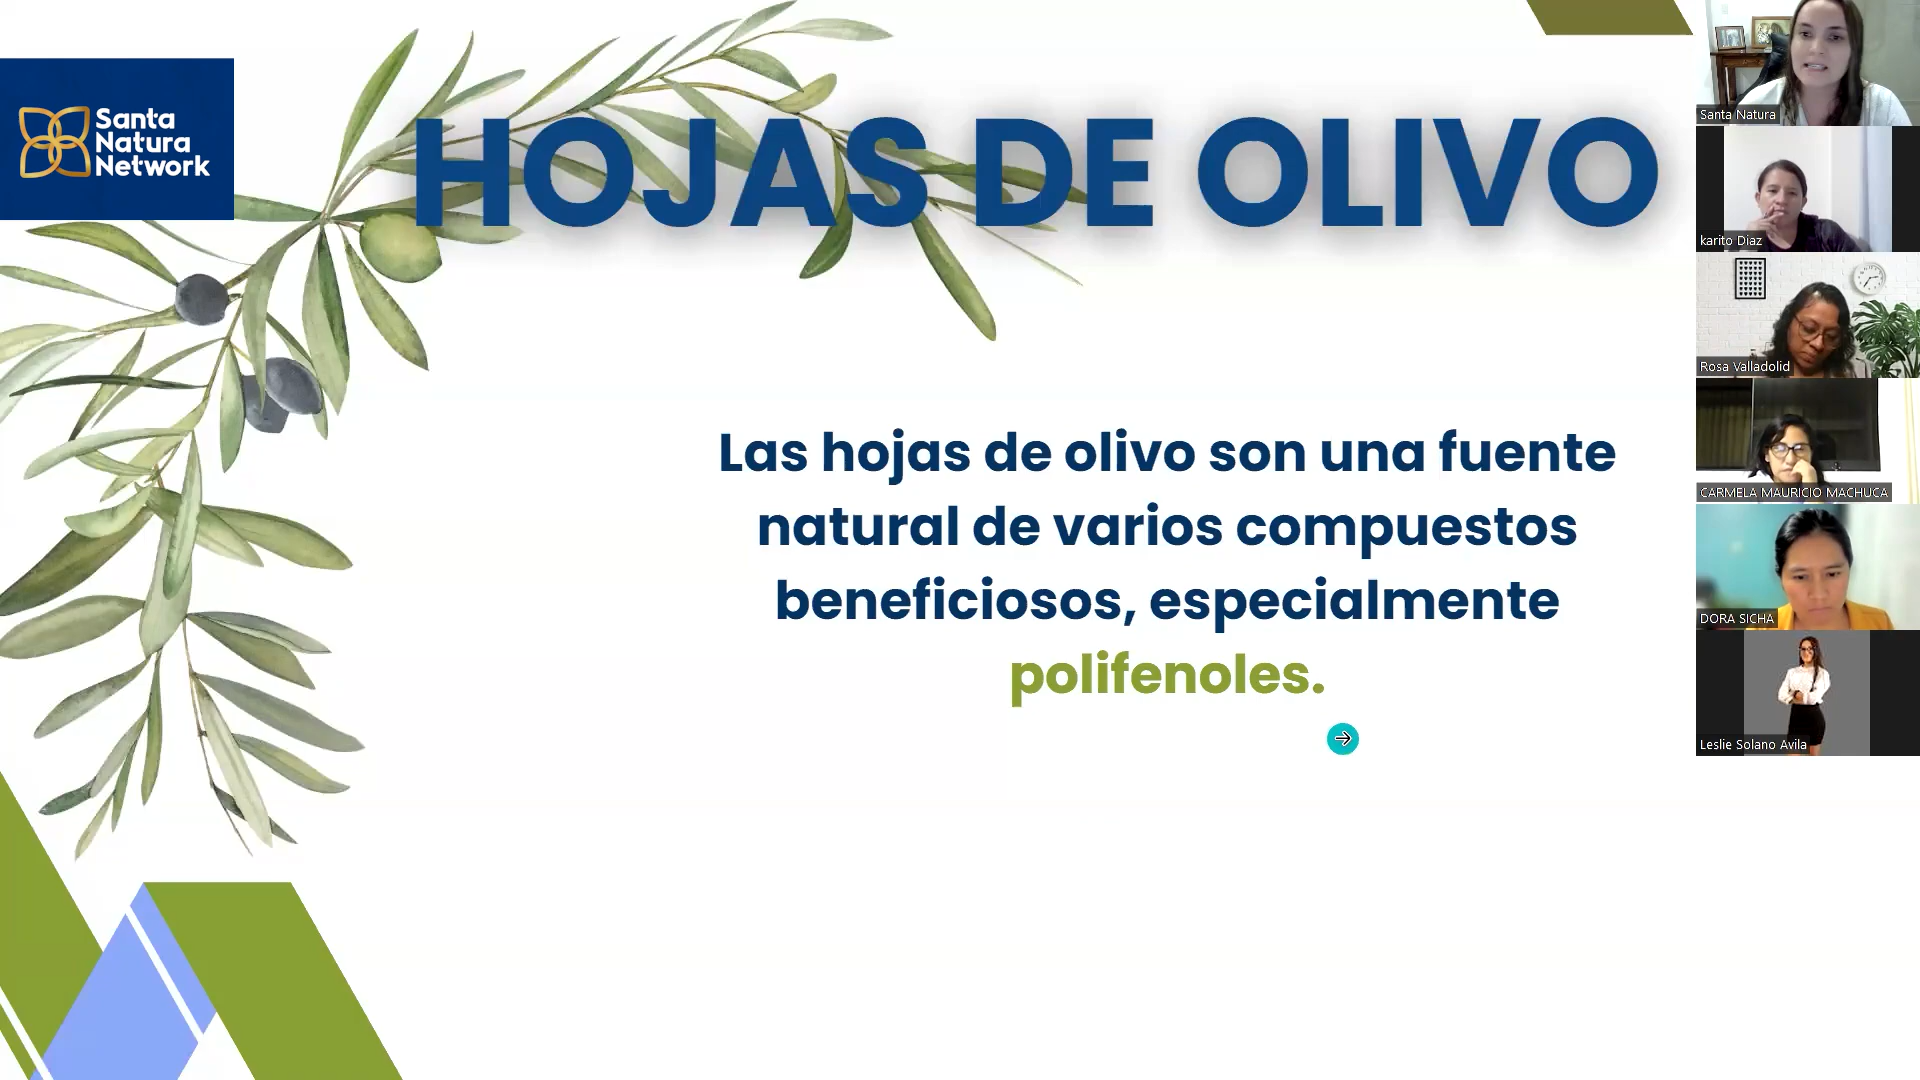 Santa
Natura
Network
HOJAS DE OLIVO
Las hojas de olivo son una fuente
natural de varios compuestos
beneficiosos, especialmente
polifenoles.
Santa Natura
karito Díaz
Rosa Valladolid
CARMELA MAURICIO MACHUCA
DORA SICHA
Leslie Solano Avila